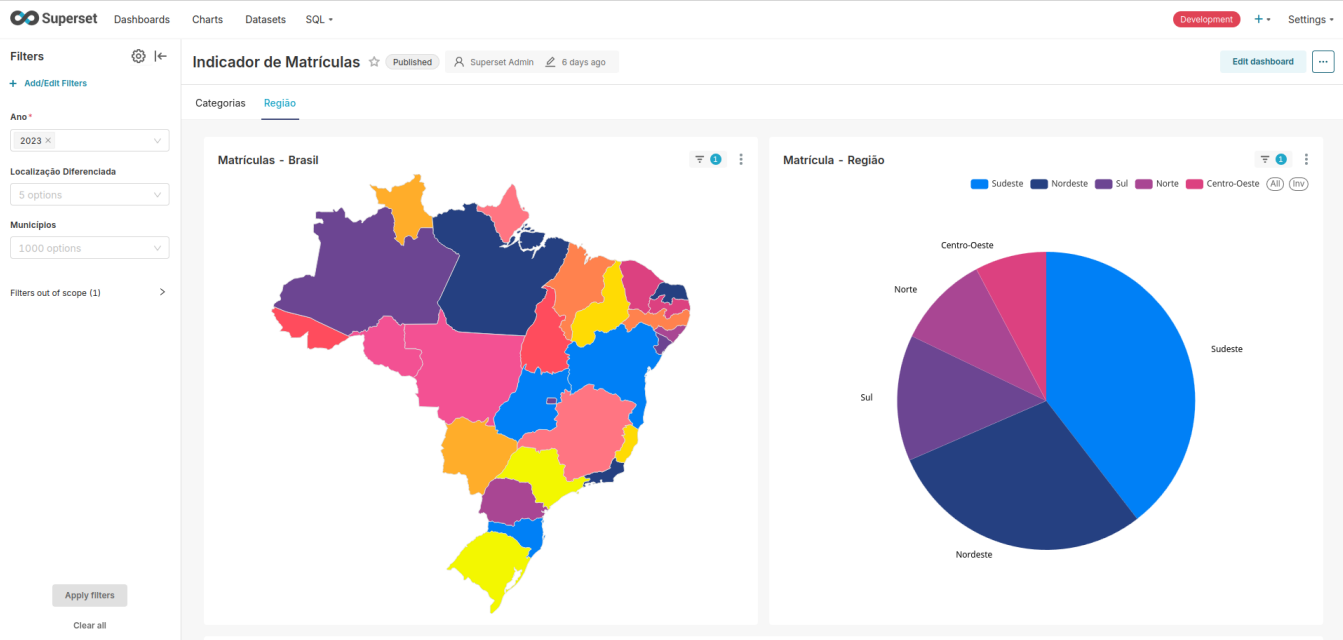 Superset Dashboards Charts Datasets SQL Development + Settings
Filters
+ Add/Edit Filters
Ano*
2023 ×
Localização Diferenciada
5 options
Municípios
1000 options
Filters out of scope (1)
Apply filters
Clear all
Indicador de Matrículas Published Superset Admin 6 days ago Edit dashboard ...
Categorias Região
Matrículas - Brasil 1
Matrícula - Região 1
Sudeste Nordeste Sul Norte Centro-Oeste All Inv
Centro-Oeste
Norte
Sudeste
Sul
Nordeste